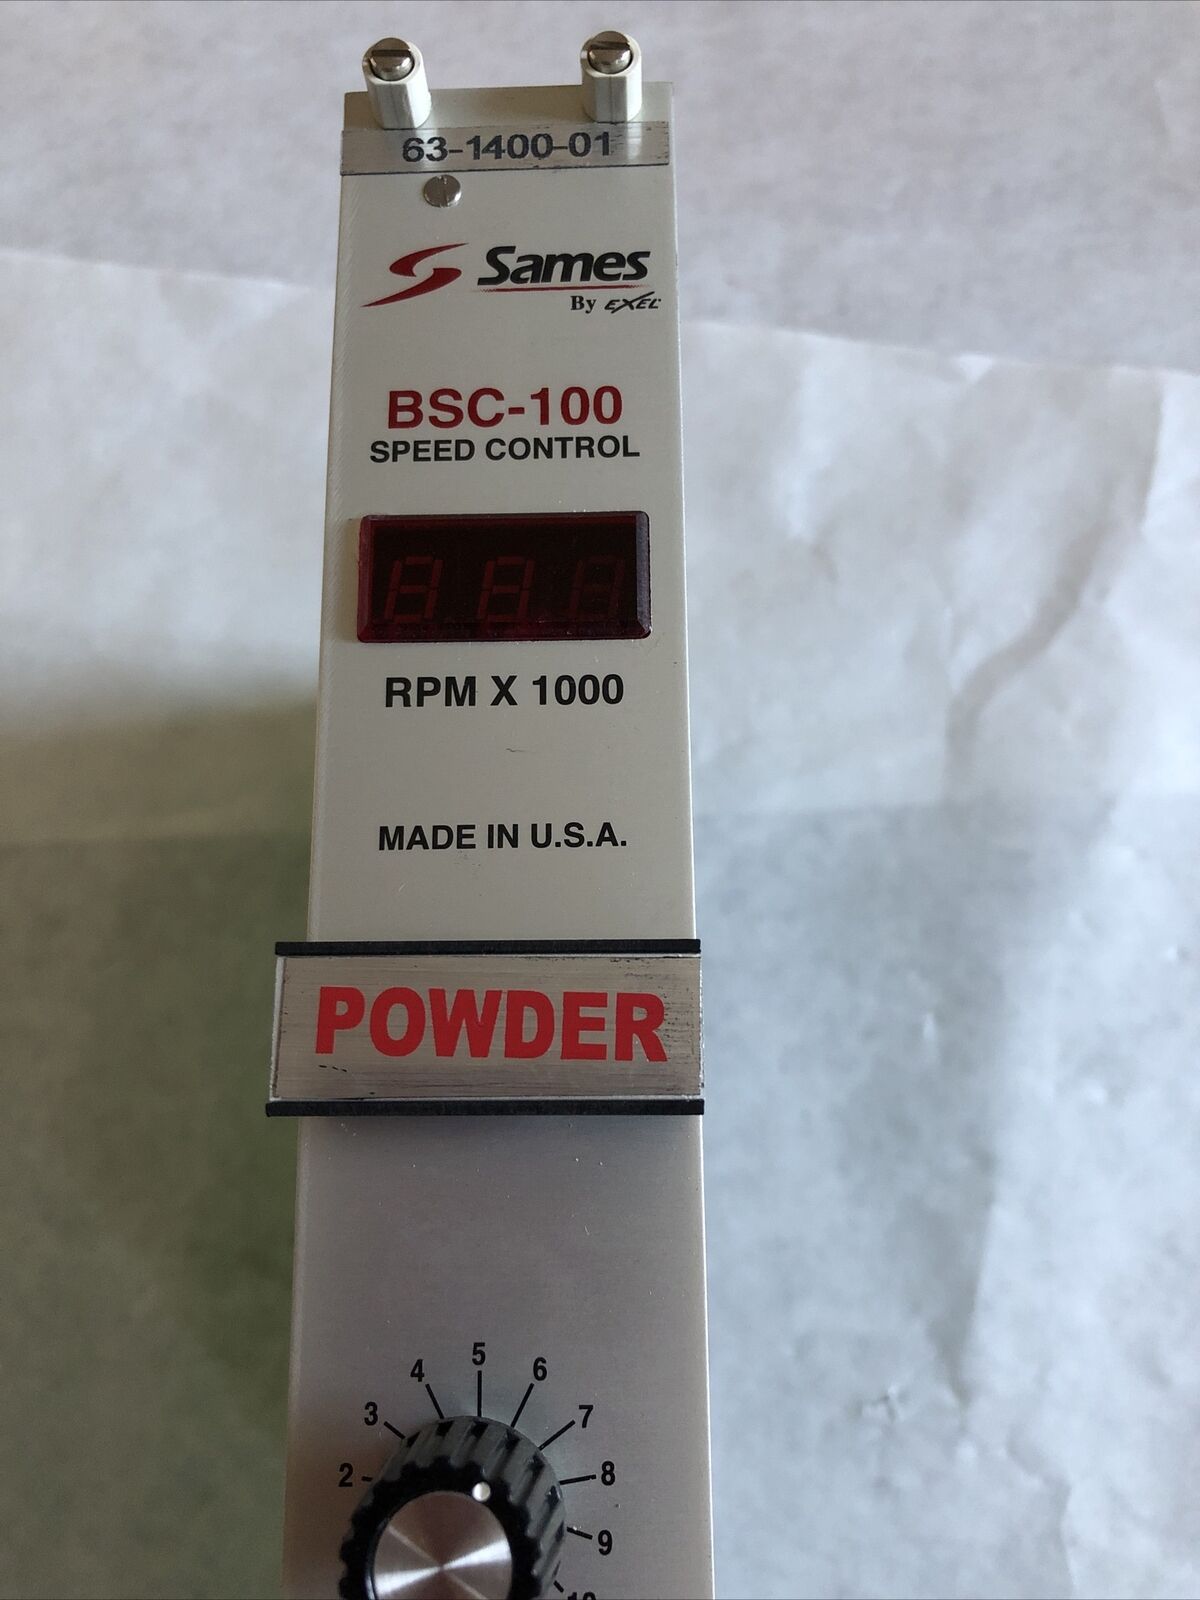 63-1400-01
Sames
By EXEL
BSC-100
SPEED CONTROL
RPM X 1000
MADE IN U.S.A.
POWDER
5
4
6
3
7
2
8
9
10